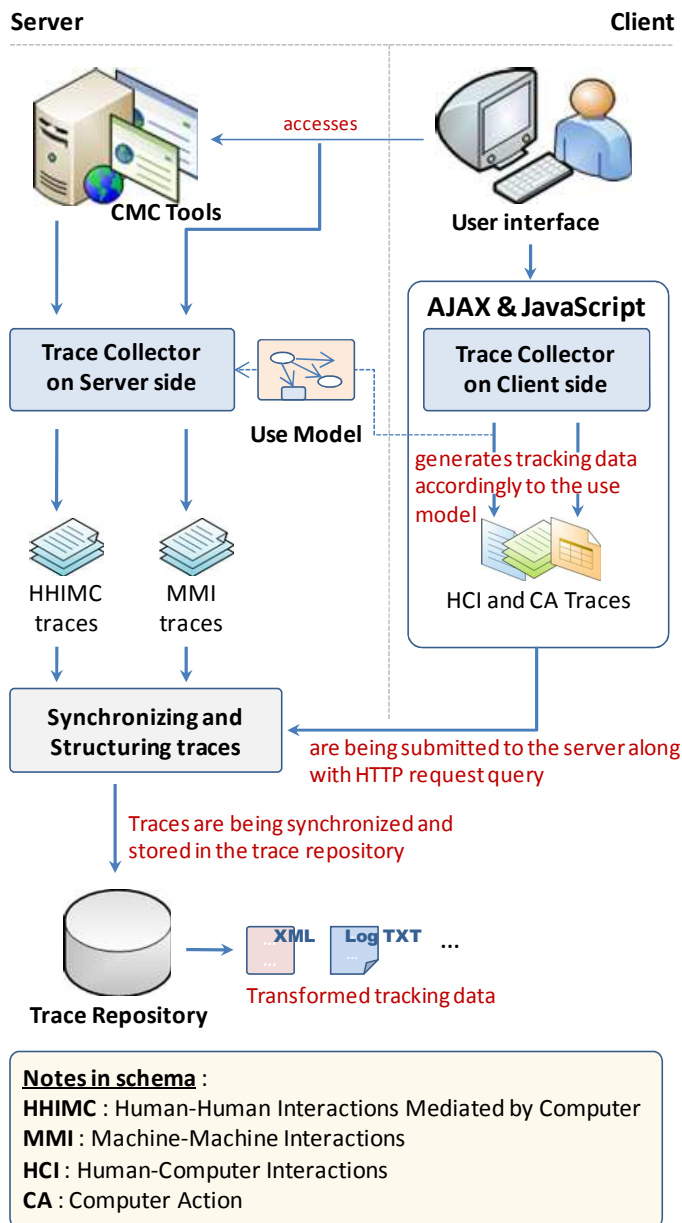 Server
Client
accesses
CMC Tools
User interface
AJAX & JavaScript
Trace Collector
on Server side
Trace Collector
on Client side
Use Model
generates tracking data
accordingly to the use
model
HHIMC
traces
MMI
traces
HCI and CA Traces
Synchronizing and
Structuring traces
are being submitted to the server along
with HTTP request query
Traces are being synchronized and
stored in the trace repository
XML
...
...
Log TXT
...
...
Transformed tracking data
Trace Repository
Notes in schema :
HHIMC : Human-Human Interactions Mediated by Computer
MMI : Machine-Machine Interactions
HCI : Human-Computer Interactions
CA : Computer Action